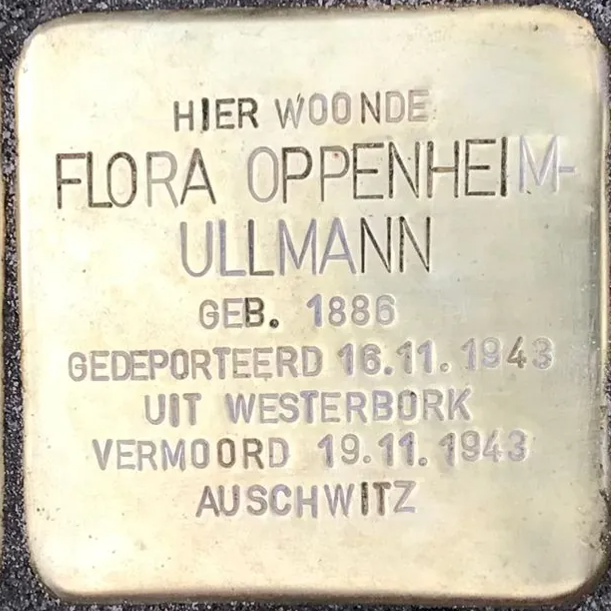 HIER WOONDE
FLORA OPPENHEIM-
ULLMANN
GEB. 1886
GEDEPORTEERD 16.11.1943
UIT WESTERBORK
VERMOORD 19.11.1943
AUSCHWITZ